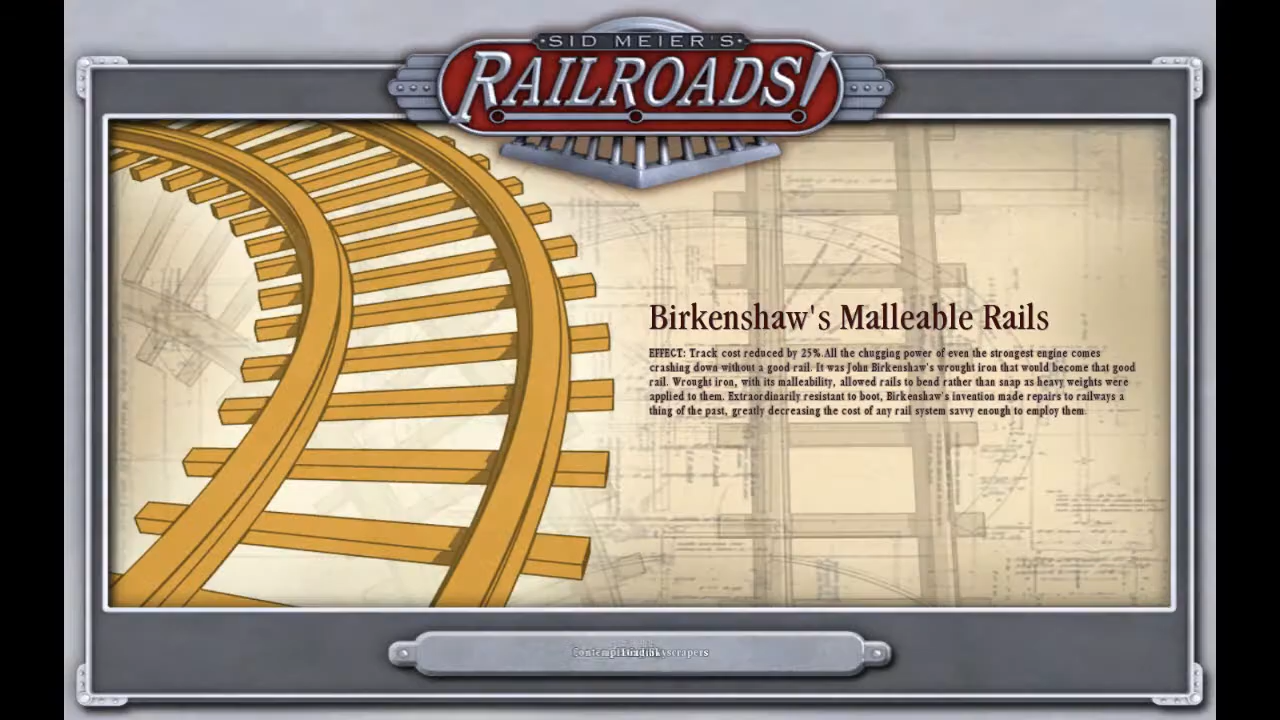 SID MEIER'S
RAILROADS!
Birkenshaw's Malleable Rails
EFFECT: Track cost reduced by 25%.All the chugging power of even the strongest engine comes
crashing down without a good rail. It was John Birkenshaw's wrought iron that would become that good
rail. Wrought iron, with its malleability, allowed rails to bend rather than snap as heavy weights were
applied to them. Extraordinarily resistant to boot, Birkenshaw's invention made repairs to railways a
thing of the past, greatly decreasing the cost of any rail system savvy enough to employ them.